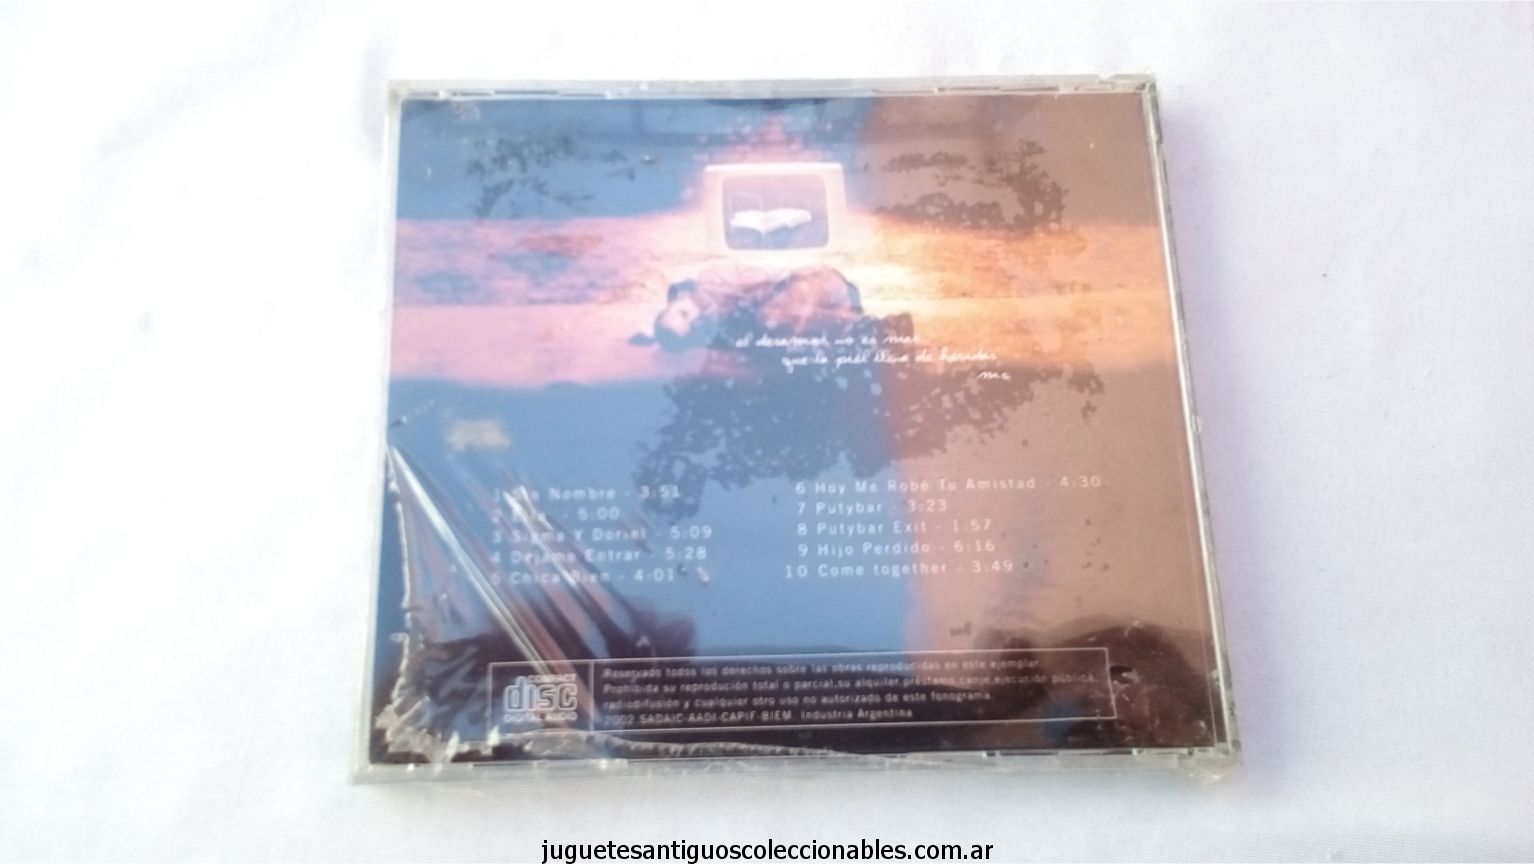 el desamor no es mas
que la piel llena de heridas
mc
Nombre - 3:51
2 - 5:00
3 Y Doriel - 5:09
4 Dejame Entrar - 5:28
5 Chica Bien - 4:01
6 Hoy Me Robé Tu Amistad - 4:30
7 Putybar - 3:23
8 Putybar Exit - 1:57
9 Hijo Perdido - 6:16
10 Come together - 3:49
COMPACT
disc
DIGITAL AUDIO
Reservado todos los derechos sobre las obras reproducidas en este ejemplar.
Prohibida su reproducción total o parcial,su alquiler,préstamo,canje,ejecución pública,
radiodifusión y cualquier otro uso no autorizado de este fonograma.
2002 SADAIC-AADI-CAPIF-BIEM. Industria Argentina
juguetesantiguoscoleccionables.com.ar